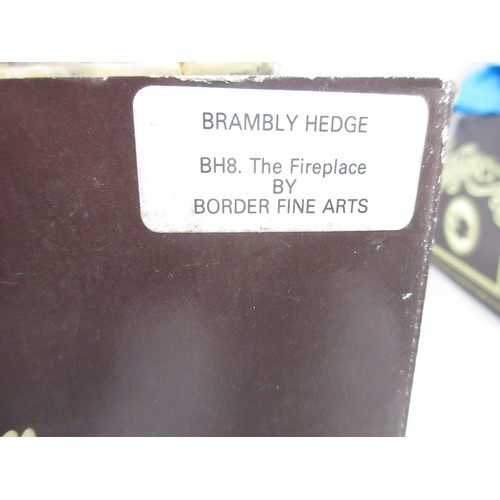 BRAMBLY HEDGE
BH8. The Fireplace
BY
BORDER FINE ARTS